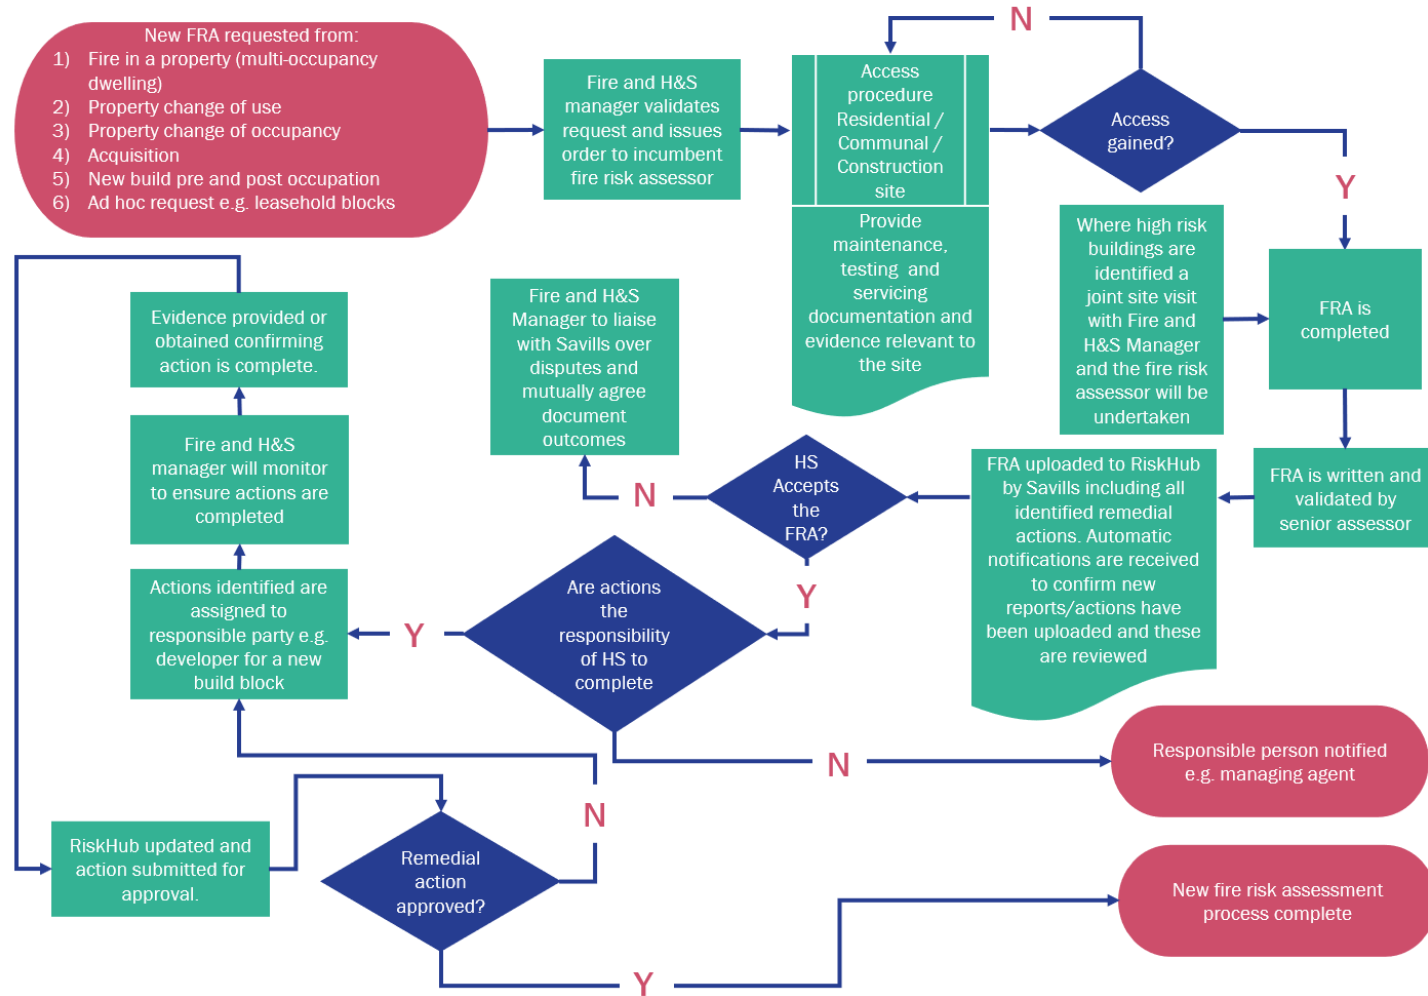 New FRA requested from:
1) Fire in a property (multi-occupancy
dwelling)
2) Property change of use
3) Property change of occupancy
4) Acquisition
5) New build pre and post occupation
6) Ad hoc request e.g. leasehold blocks
Fire and H&S
manager validates
request and issues
order to incumbent
fire risk assessor
Access
procedure
Residential /
Communal /
Construction
site
Provide
maintenance,
testing and
servicing
documentation and
evidence relevant to
the site
N
Access
gained?
Y
Where high risk
buildings are
identified a
joint site visit
with Fire and
H&S Manager
and the fire risk
assessor will be
undertaken
FRA is
completed
FRA is written and
validated by
senior assessor
FRA uploaded to RiskHub
by Savills including all
identified remedial
actions. Automatic
notifications are received
to confirm new
reports/actions have
been uploaded and these
are reviewed
HS
Accepts
the
FRA?
N
Fire and H&S
Manager to liaise
with Savills over
disputes and
mutually agree
document
outcomes
Y
Are actions
the
responsibility
of HS to
complete
N
Responsible person notified
e.g. managing agent
Y
Actions identified are
assigned to
responsible party e.g.
developer for a new
build block
Fire and H&S
manager will monitor
to ensure actions are
completed
Evidence provided or
obtained confirming
action is complete.
RiskHub updated and
action submitted for
approval.
Remedial
action
approved?
N
Y
New fire risk assessment
process complete